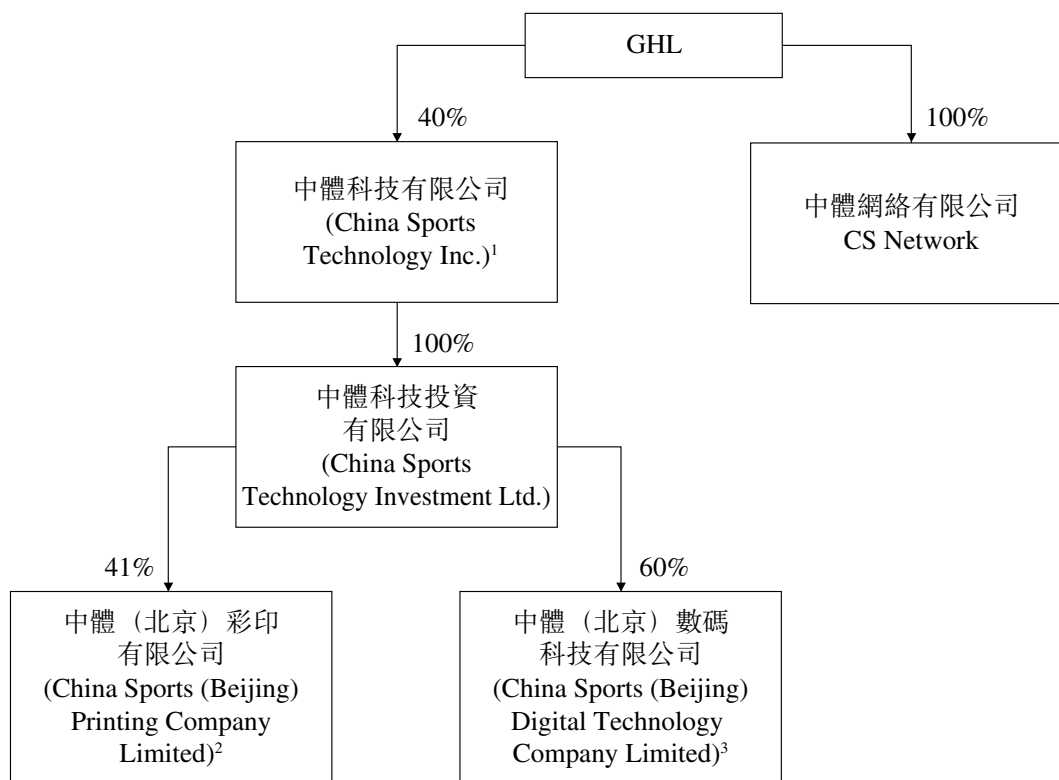 GHL
40%
100%
中體科技有限公司
(China Sports
Technology Inc.)¹
中體網絡有限公司
CS Network
100%
中體科技投資
有限公司
(China Sports
Technology Investment Ltd.)
41%
60%
中體（北京）彩印
有限公司
(China Sports (Beijing)
Printing Company
Limited)²
中體（北京）數碼
科技有限公司
(China Sports (Beijing)
Digital Technology
Company Limited)³